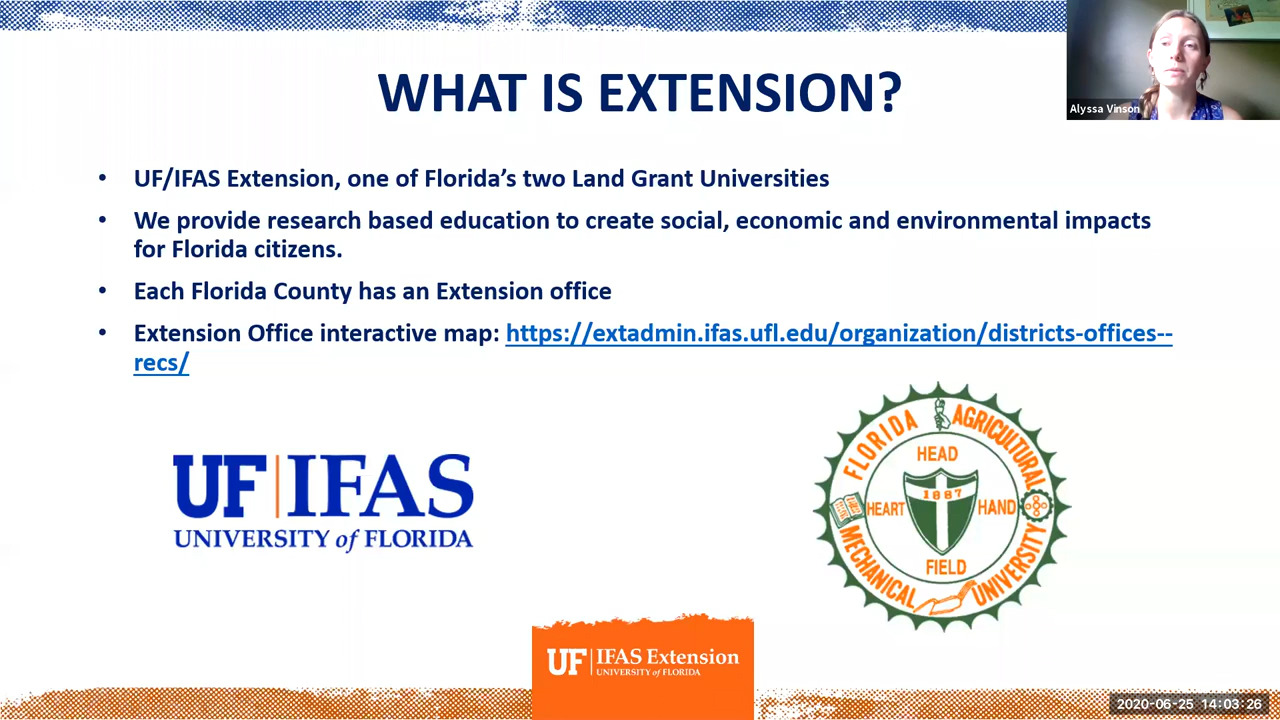 WHAT IS EXTENSION?
Alyssa Vinson
• UF/IFAS Extension, one of Florida’s two Land Grant Universities
• We provide research based education to create social, economic and environmental impacts
for Florida citizens.
• Each Florida County has an Extension office
• Extension Office interactive map: https://extadmin.ifas.ufl.edu/organization/districts-offices--
recs/
UF|IFAS
UNIVERSITY of FLORIDA
FLORIDA AGRICULTURAL
MECHANICAL UNIVERSITY
HEAD
1887
HEART HAND
FIELD
UF|IFAS Extension
UNIVERSITY of FLORIDA
2020-06-25 14:03:26